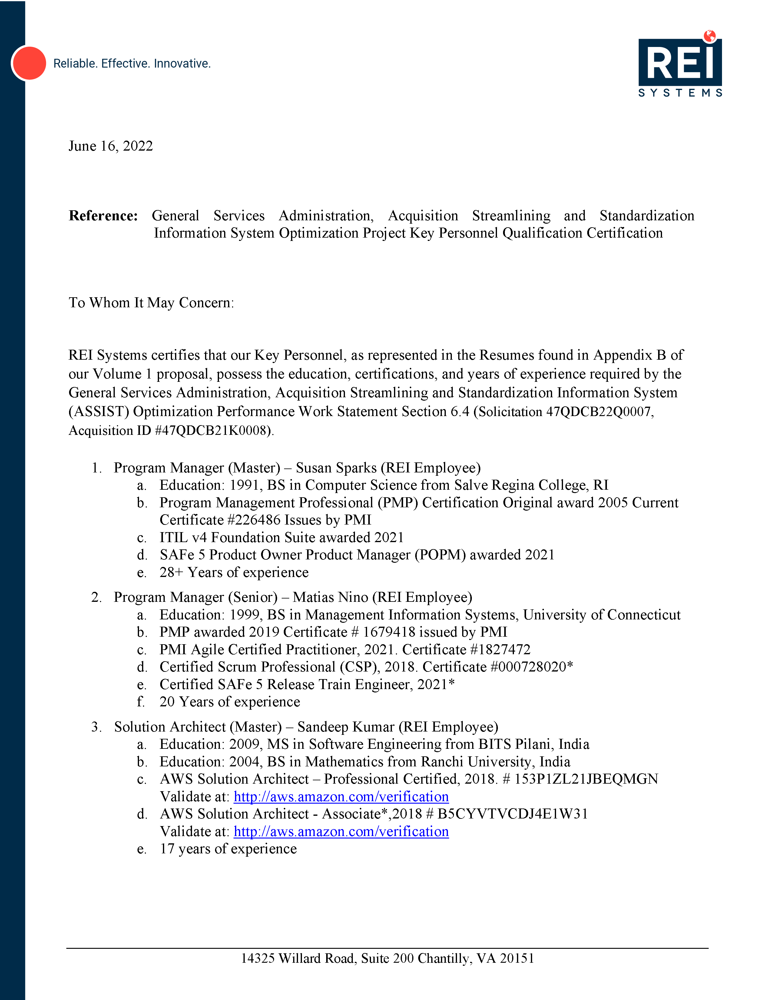 Reliable. Effective. Innovative.
REI
SYSTEMS
June 16, 2022
Reference: General Services Administration, Acquisition Streamlining and Standardization
Information System Optimization Project Key Personnel Qualification Certification
To Whom It May Concern:
REI Systems certifies that our Key Personnel, as represented in the Resumes found in Appendix B of
our Volume 1 proposal, possess the education, certifications, and years of experience required by the
General Services Administration, Acquisition Streamlining and Standardization Information System
(ASSIST) Optimization Performance Work Statement Section 6.4 (Solicitation 47QDCB22Q0007,
Acquisition ID #47QDCB21K0008).
1. Program Manager (Master) – Susan Sparks (REI Employee)
a. Education: 1991, BS in Computer Science from Salve Regina College, RI
b. Program Management Professional (PMP) Certification Original award 2005 Current
Certificate #226486 Issues by PMI
c. ITIL v4 Foundation Suite awarded 2021
d. SAFe 5 Product Owner Product Manager (POPM) awarded 2021
e. 28+ Years of experience
2. Program Manager (Senior) – Matias Nino (REI Employee)
a. Education: 1999, BS in Management Information Systems, University of Connecticut
b. PMP awarded 2019 Certificate # 1679418 issued by PMI
c. PMI Agile Certified Practitioner, 2021. Certificate #1827472
d. Certified Scrum Professional (CSP), 2018. Certificate #000728020*
e. Certified SAFe 5 Release Train Engineer, 2021*
f. 20 Years of experience
3. Solution Architect (Master) – Sandeep Kumar (REI Employee)
a. Education: 2009, MS in Software Engineering from BITS Pilani, India
b. Education: 2004, BS in Mathematics from Ranchi University, India
c. AWS Solution Architect – Professional Certified, 2018. # 153P1ZL21JBEQMGN
Validate at: http://aws.amazon.com/verification
d. AWS Solution Architect - Associate*,2018 # B5CYVTVCDJ4E1W31
Validate at: http://aws.amazon.com/verification
e. 17 years of experience
14325 Willard Road, Suite 200 Chantilly, VA 20151